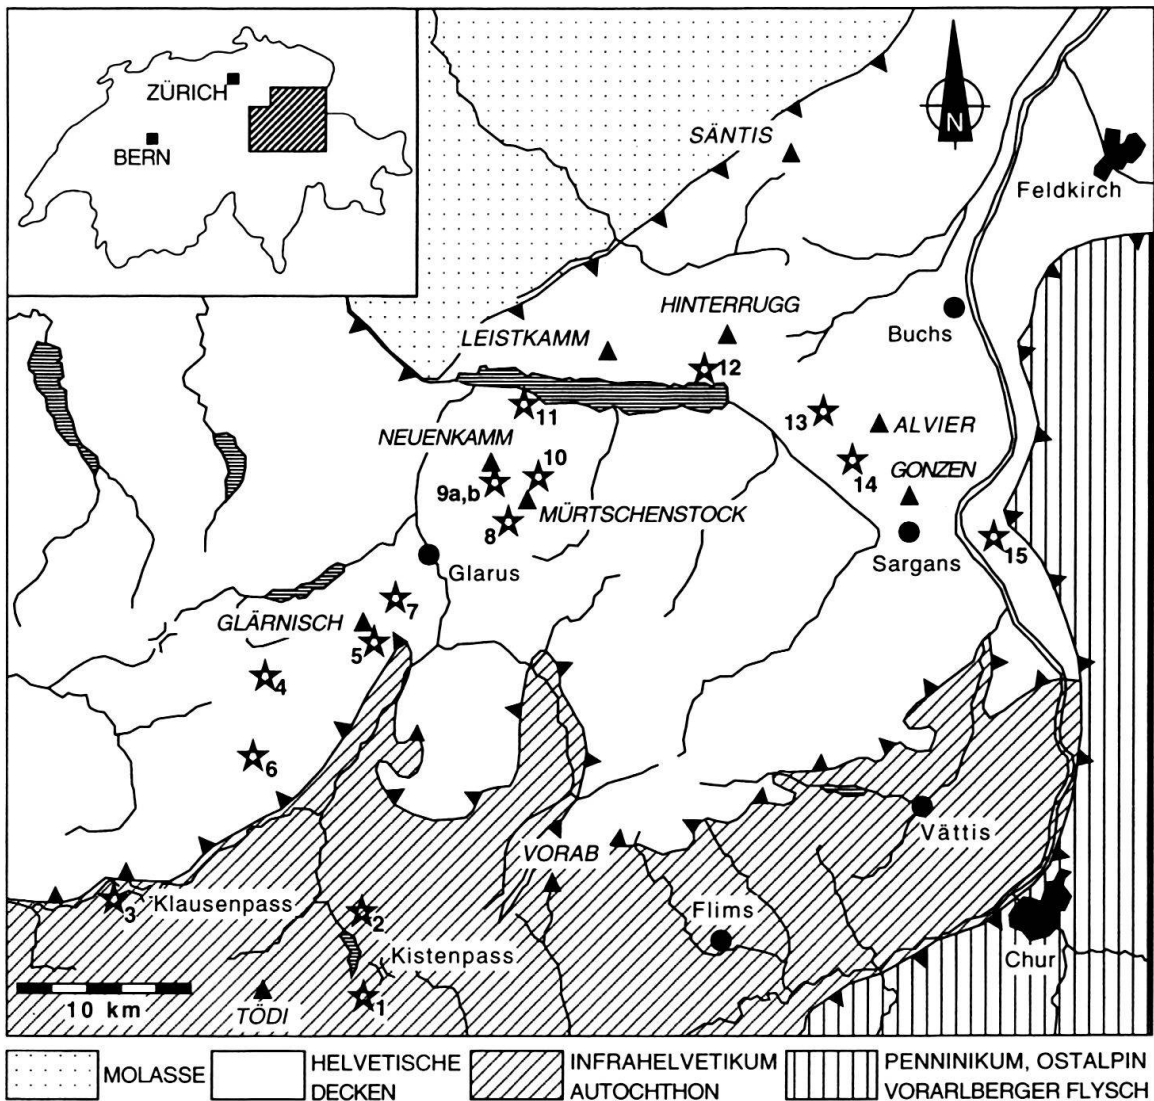 ZÜRICH
BERN
SÄNTIS
N
Feldkirch
HINTERRUGG
LEISTKAMM
Buchs
12
11
13
ALVIER
NEUENKAMM
10
14
GONZEN
9a,b
MÜRTSCHENSTOCK
8
15
Glarus
Sargans
7
GLÄRNISCH
5
4
6
Vättis
VORAB
3
Klausenpass
2
Flims
Kistenpass
Chur
10 km
TÖDI
1
MOLASSE
HELVETISCHE
DECKEN
INFRAHELVETIKUM
AUTOCHTHON
PENNINIKUM, OSTALPIN
VORARLBERGER FLYSCH